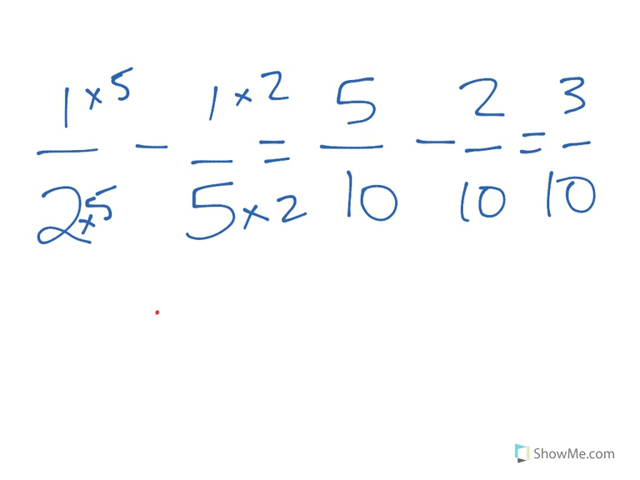 1 × 5 / 2 × 5 − 1 × 2 / 5 × 2 = 5 / 10 − 2 / 10 = 3 / 10
ShowMe.com